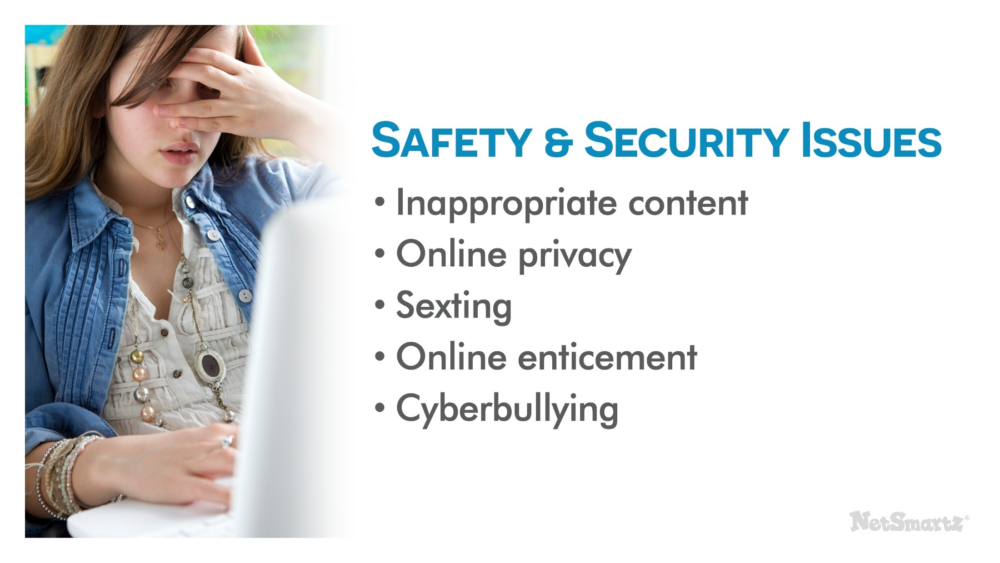 SAFETY & SECURITY ISSUES
• Inappropriate content
• Online privacy
• Sexting
• Online enticement
• Cyberbullying
NetSmartz®